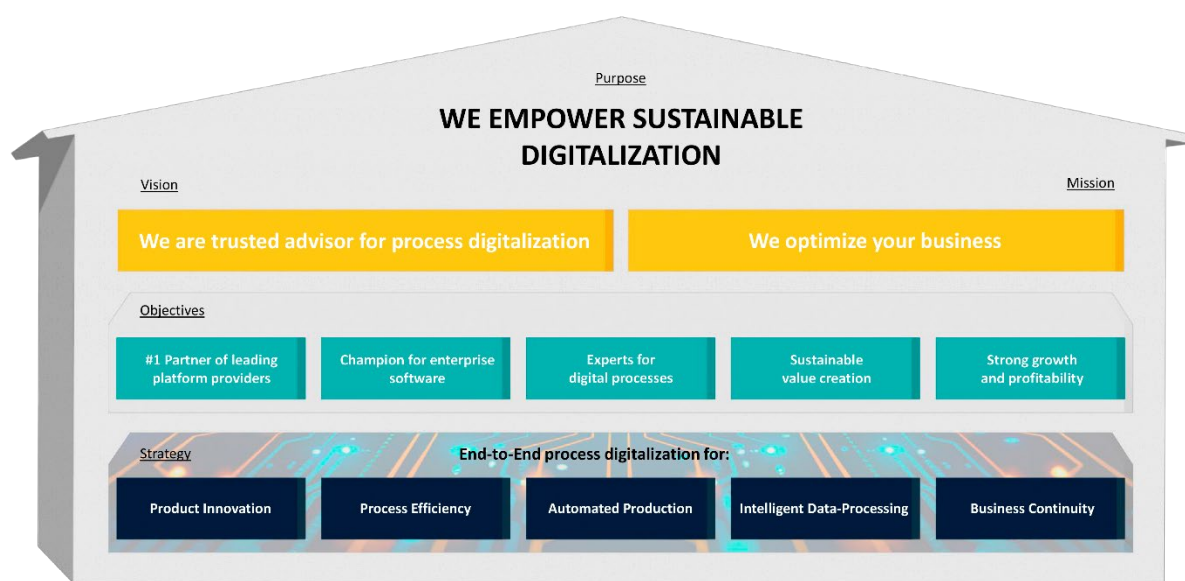 Purpose
WE EMPOWER SUSTAINABLE
DIGITALIZATION
Vision
Mission
We are trusted advisor for process digitalization
We optimize your business
Objectives
#1 Partner of leading
platform providers
Champion for enterprise
software
Experts for
digital processes
Sustainable
value creation
Strong growth
and profitability
Strategy
End-to-End process digitalization for:
Product Innovation
Process Efficiency
Automated Production
Intelligent Data-Processing
Business Continuity